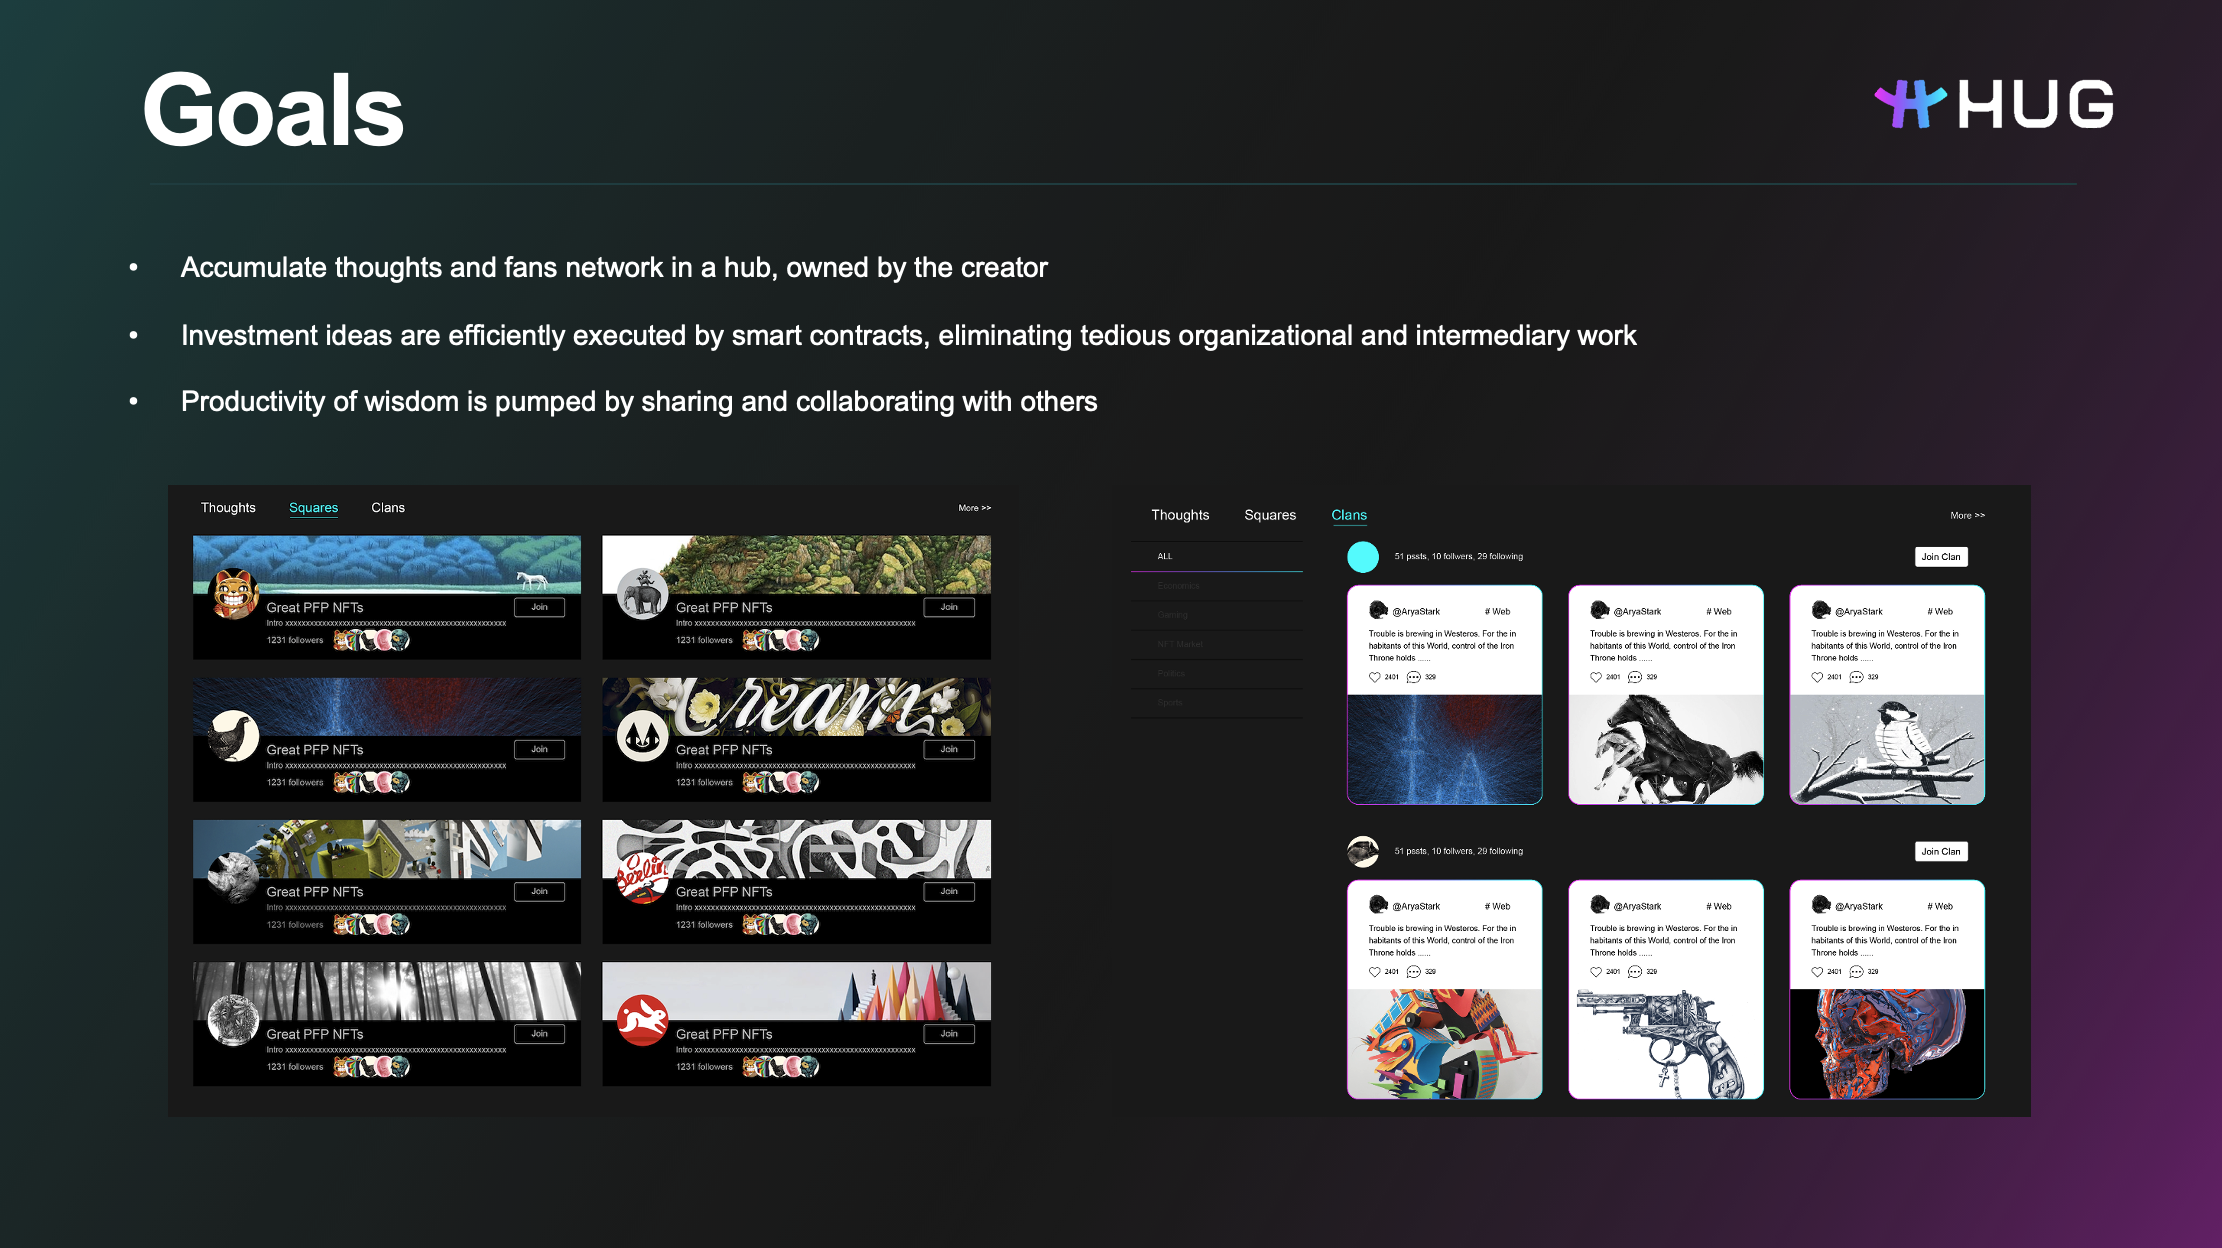 Goals
HUG
• Accumulate thoughts and fans network in a hub, owned by the creator
• Investment ideas are efficiently executed by smart contracts, eliminating tedious organizational and intermediary work
• Productivity of wisdom is pumped by sharing and collaborating with others
Thoughts Squares Clans More >>
Great PFP NFTs Join
Intro xxxxxxxxxxxxxxxxxxxxxxxxxxxxxxxxxxxxxxxxxxxxxxxxxxxxx
1231 followers
Great PFP NFTs Join
Intro xxxxxxxxxxxxxxxxxxxxxxxxxxxxxxxxxxxxxxxxxxxxxxxxxxxxx
1231 followers
Great PFP NFTs Join
Intro xxxxxxxxxxxxxxxxxxxxxxxxxxxxxxxxxxxxxxxxxxxxxxxxxxxxx
1231 followers
Cream
Great PFP NFTs Join
Intro xxxxxxxxxxxxxxxxxxxxxxxxxxxxxxxxxxxxxxxxxxxxxxxxxxxxx
1231 followers
Great PFP NFTs Join
Intro xxxxxxxxxxxxxxxxxxxxxxxxxxxxxxxxxxxxxxxxxxxxxxxxxxxxx
1231 followers
Berlin
Great PFP NFTs Join
Intro xxxxxxxxxxxxxxxxxxxxxxxxxxxxxxxxxxxxxxxxxxxxxxxxxxxxx
1231 followers
Great PFP NFTs Join
Intro xxxxxxxxxxxxxxxxxxxxxxxxxxxxxxxxxxxxxxxxxxxxxxxxxxxxx
1231 followers
Great PFP NFTs Join
Intro xxxxxxxxxxxxxxxxxxxxxxxxxxxxxxxxxxxxxxxxxxxxxxxxxxxxx
1231 followers
Thoughts Squares Clans More >>
ALL
Economics
Gaming
NFT Market
Politics
Sports
51 pssts, 10 follwers, 29 following Join Clan
@AryaStark # Web
Trouble is brewing in Westeros. For the in
habitants of this World, control of the Iron
Throne holds ......
2401 329
@AryaStark # Web
Trouble is brewing in Westeros. For the in
habitants of this World, control of the Iron
Throne holds ......
2401 329
@AryaStark # Web
Trouble is brewing in Westeros. For the in
habitants of this World, control of the Iron
Throne holds ......
2401 329
51 pssts, 10 follwers, 29 following Join Clan
@AryaStark # Web
Trouble is brewing in Westeros. For the in
habitants of this World, control of the Iron
Throne holds ......
2401 329
@AryaStark # Web
Trouble is brewing in Westeros. For the in
habitants of this World, control of the Iron
Throne holds ......
2401 329
@AryaStark # Web
Trouble is brewing in Westeros. For the in
habitants of this World, control of the Iron
Throne holds ......
2401 329